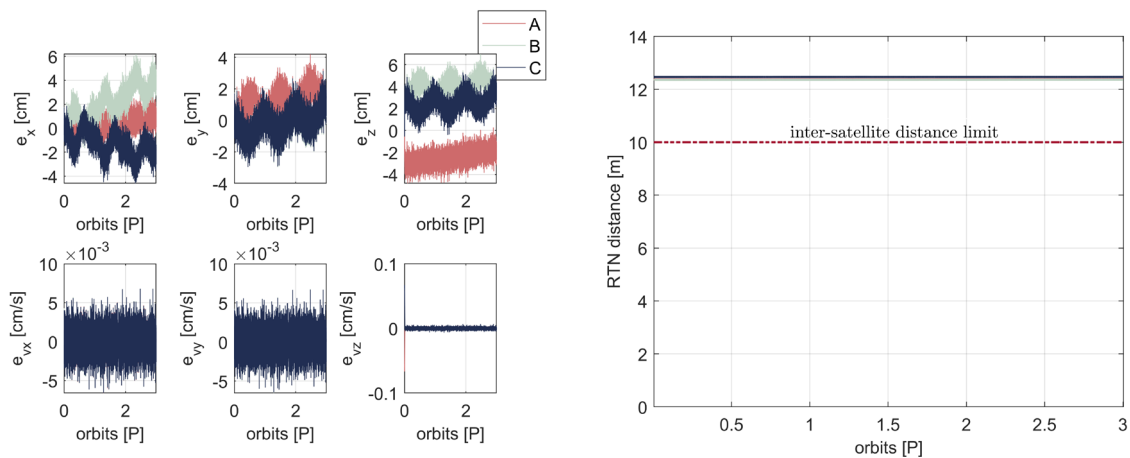 A
B
C
6
4
2
0
-2
-4
e_x [cm]
0 2
orbits [P]
4
2
0
-2
-4
e_y [cm]
0 2
orbits [P]
6
4
2
0
-2
-4
e_z [cm]
0 2
orbits [P]
×10^-3
10
5
0
-5
e_vx [cm/s]
0 2
orbits [P]
×10^-3
10
5
0
-5
e_vy [cm/s]
0 2
orbits [P]
0.1
0
-0.1
e_vz [cm/s]
0 2
orbits [P]
14
12
10
8
6
4
2
0
RTN distance [m]
inter-satellite distance limit
0.5 1 1.5 2 2.5 3
orbits [P]